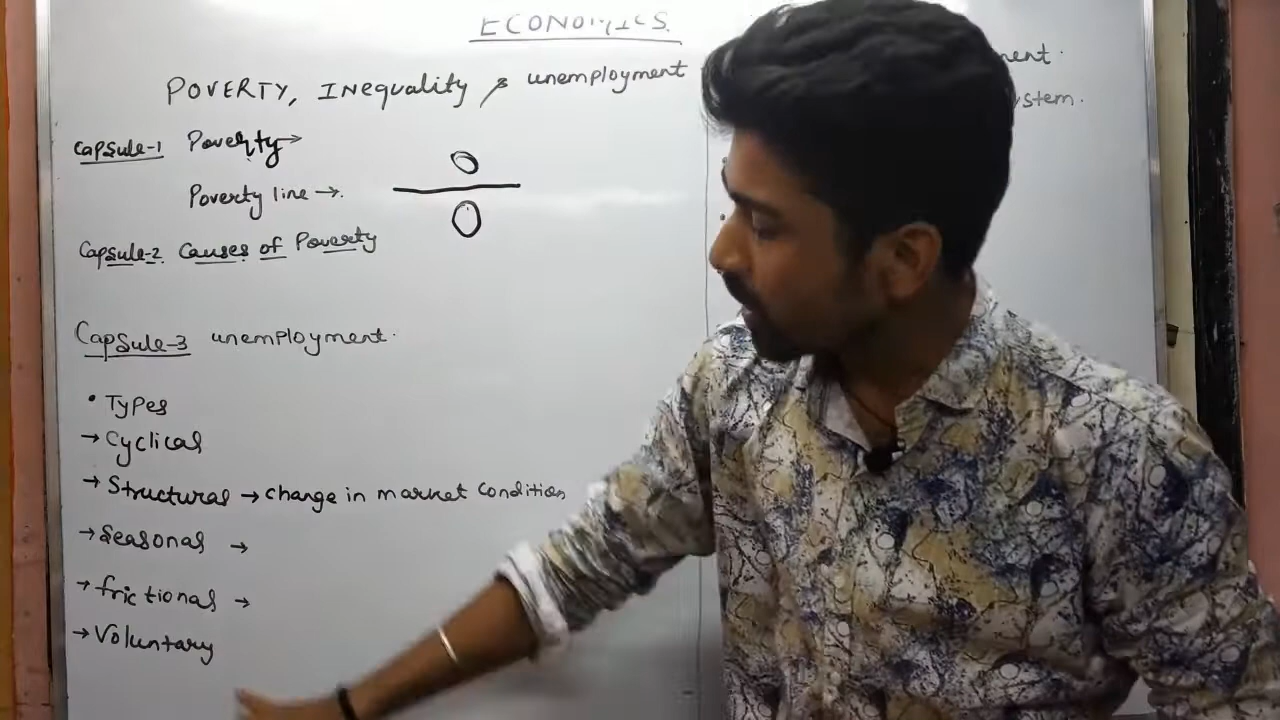 ECONOMICS.
POVERTY, INequality & unemployment
Capsule-1 Poverty→
Poverty line →.
Capsule-2 Causes of Poverty
Capsule-3 unemployment.
• Types
→ Cyclical
→ Structural → change in market Condition
→ Seasonal →
→ frictional →
→ Voluntary